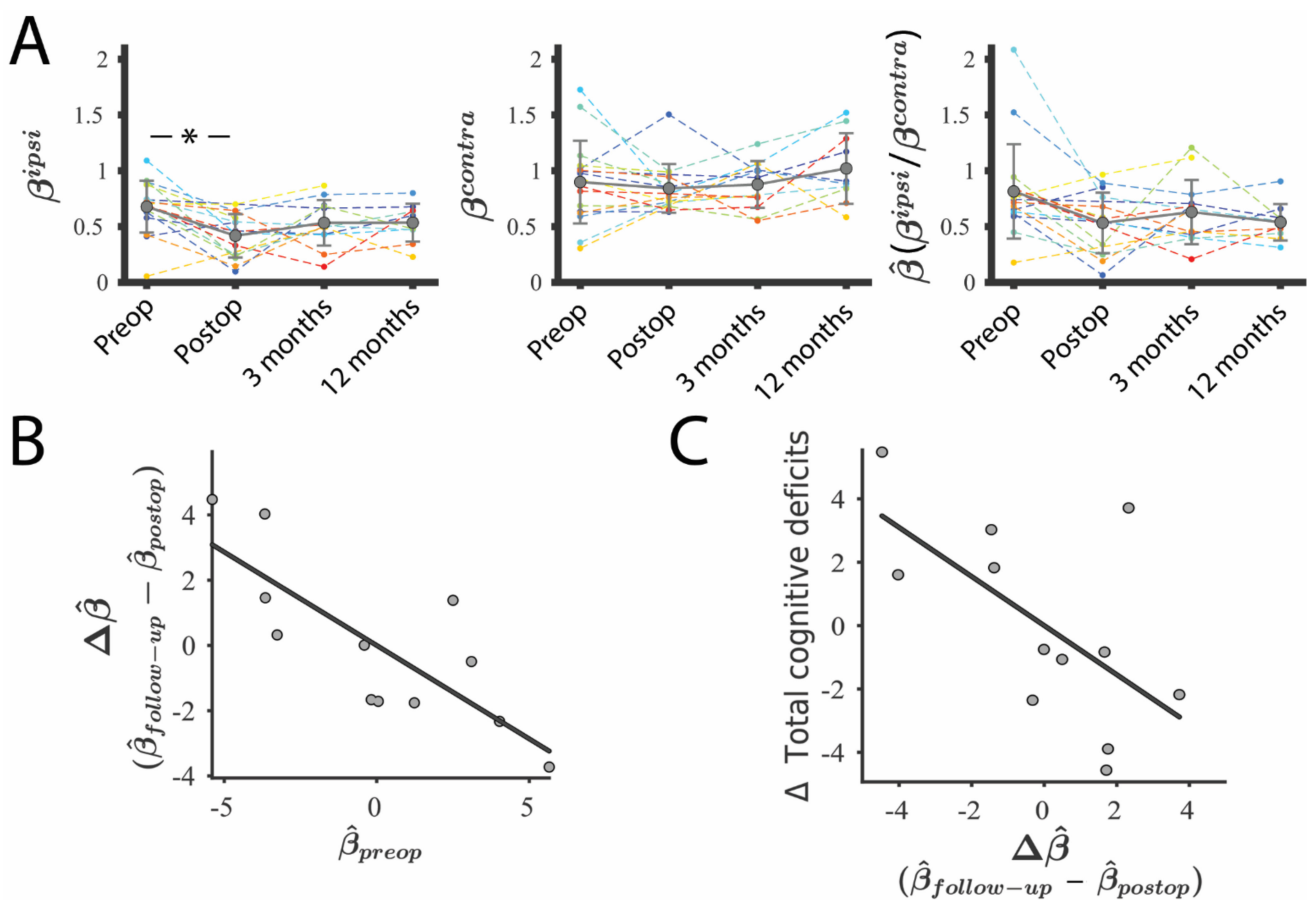 A
β^ipsi
2
1.5
1
0.5
0
— * —
Preop
Postop
3 months
12 months
β^contra
2
1.5
1
0.5
0
Preop
Postop
3 months
12 months
β̂(β^ipsi/β^contra)
2
1.5
1
0.5
0
Preop
Postop
3 months
12 months
B
Δβ̂
(β̂_follow−up − β̂_postop)
4
2
0
-2
-4
-5
0
5
β̂_preop
C
Δ Total cognitive deficits
4
2
0
-2
-4
-4
-2
0
2
4
Δβ̂
(β̂_follow−up − β̂_postop)